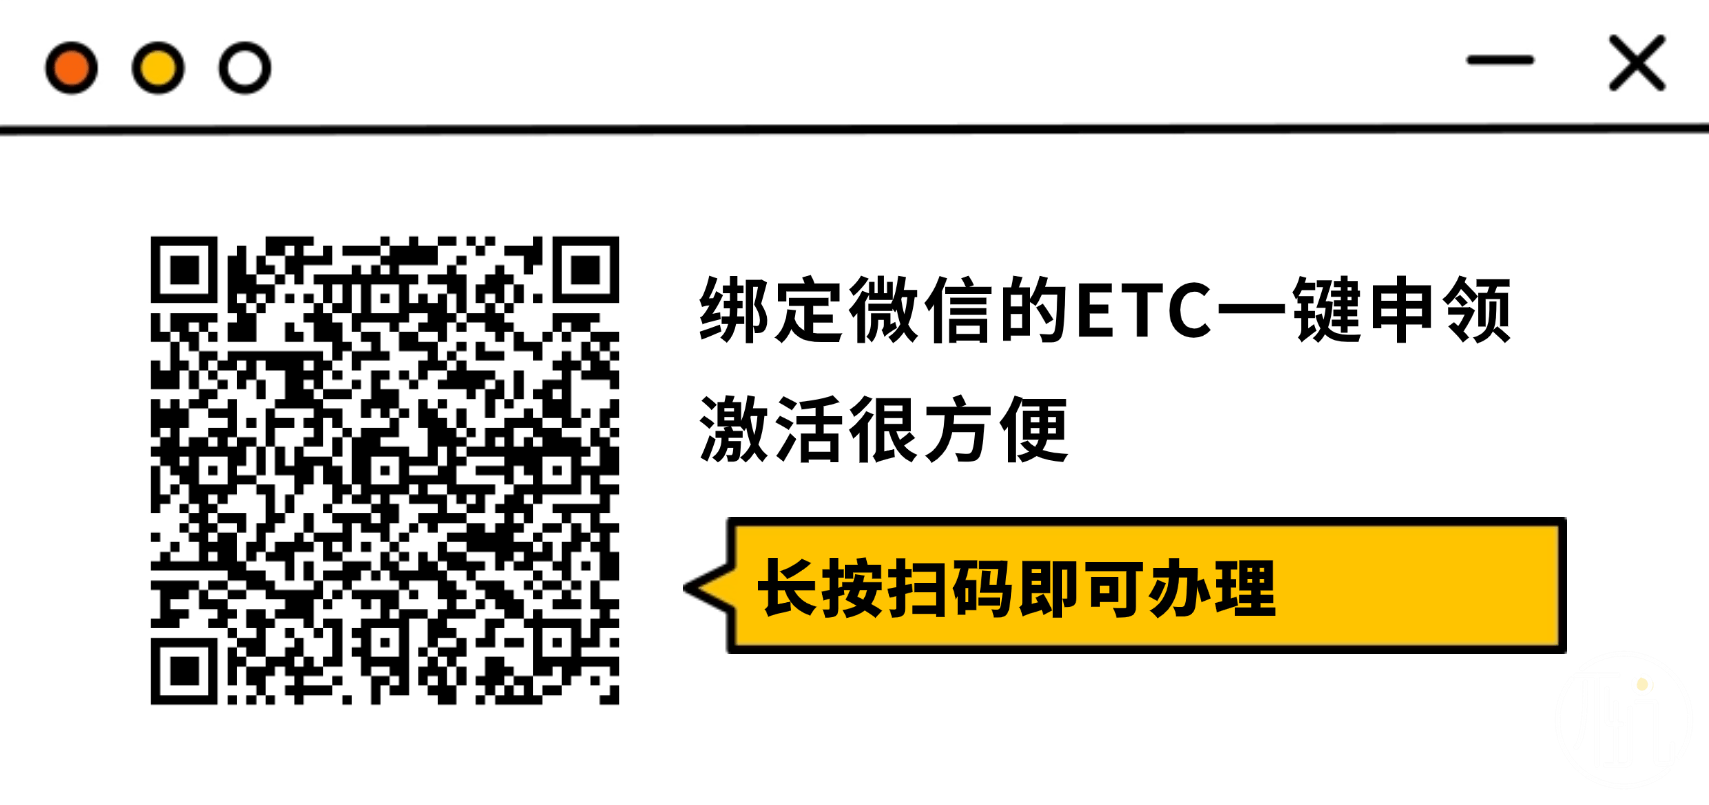 绑定微信的ETC一键申领
激活很方便
长按扫码即可办理